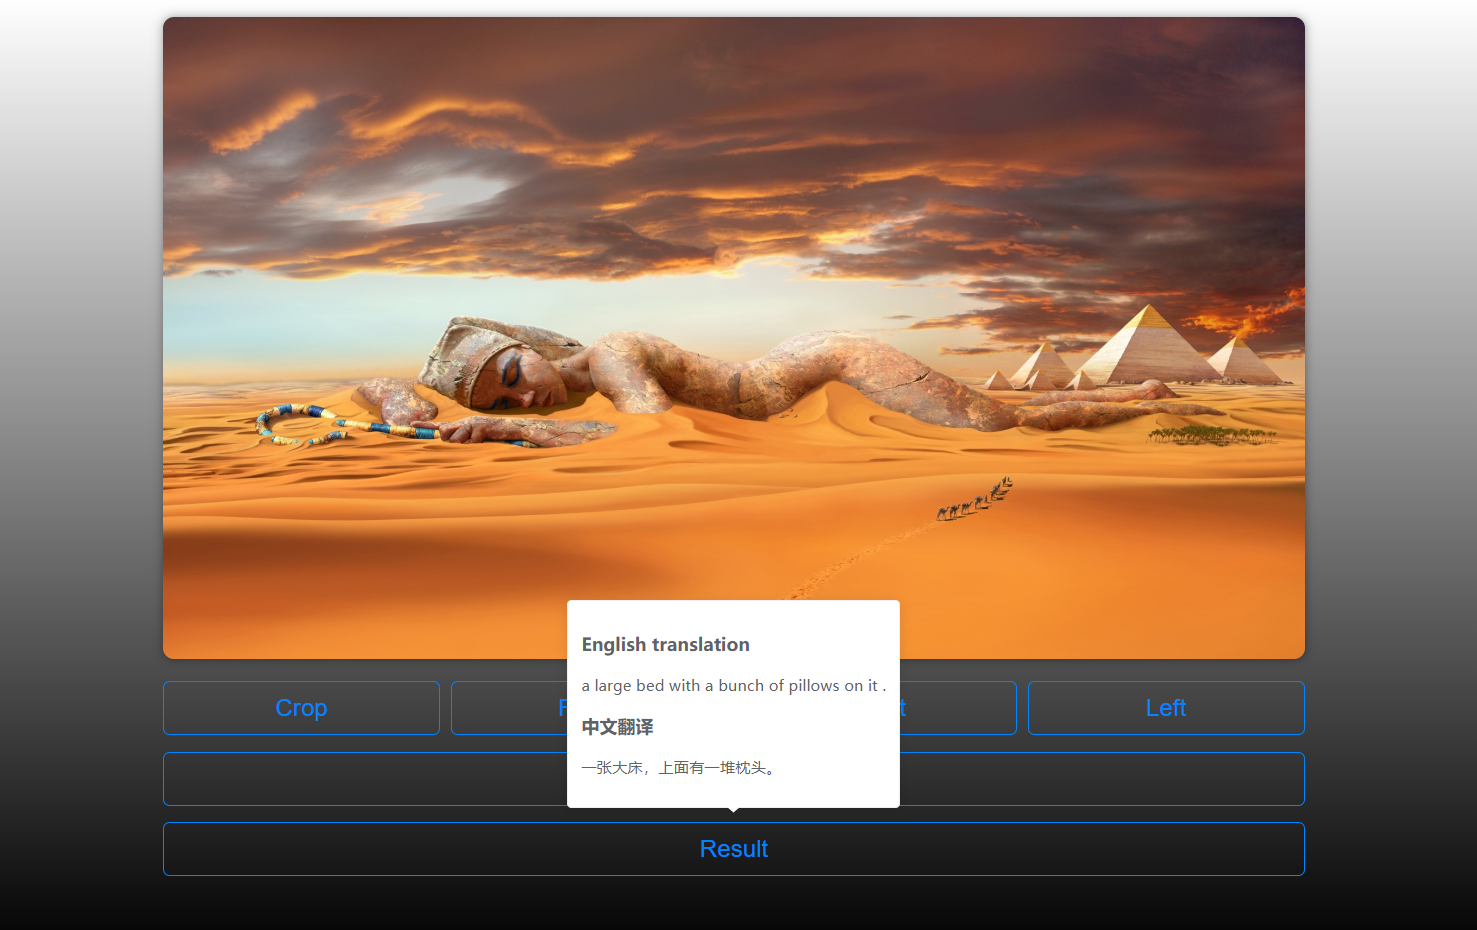 English translation
a large bed with a bunch of pillows on it .
中文翻译
一张大床，上面有一堆枕头。
Crop
Left
Result